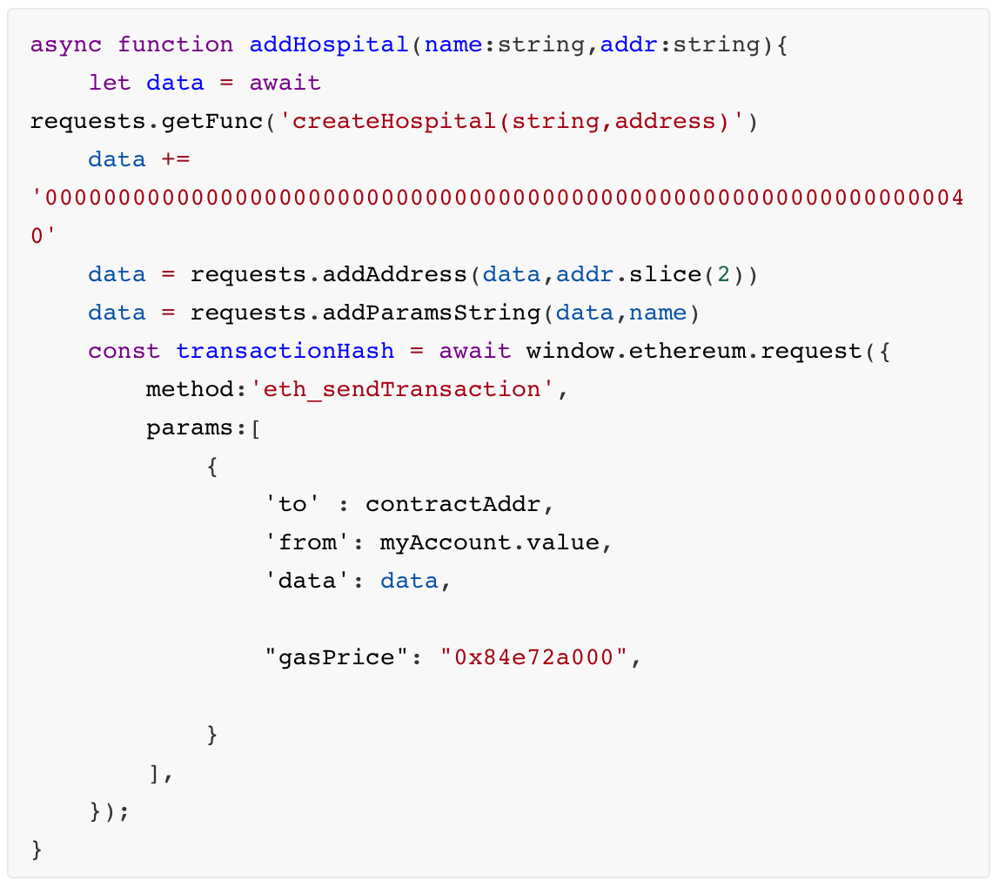 async function addHospital(name:string,addr:string){
let data = await
requests.getFunc('createHospital(string,address)')
data +=
'000000000000000000000000000000000000000000000000000000000000004
0'
data = requests.addAddress(data,addr.slice(2))
data = requests.addParamsString(data,name)
const transactionHash = await window.ethereum.request({
method:'eth_sendTransaction',
params:[
{
'to' : contractAddr,
'from': myAccount.value,
'data': data,
"gasPrice": "0x84e72a000",
}
],
});
}